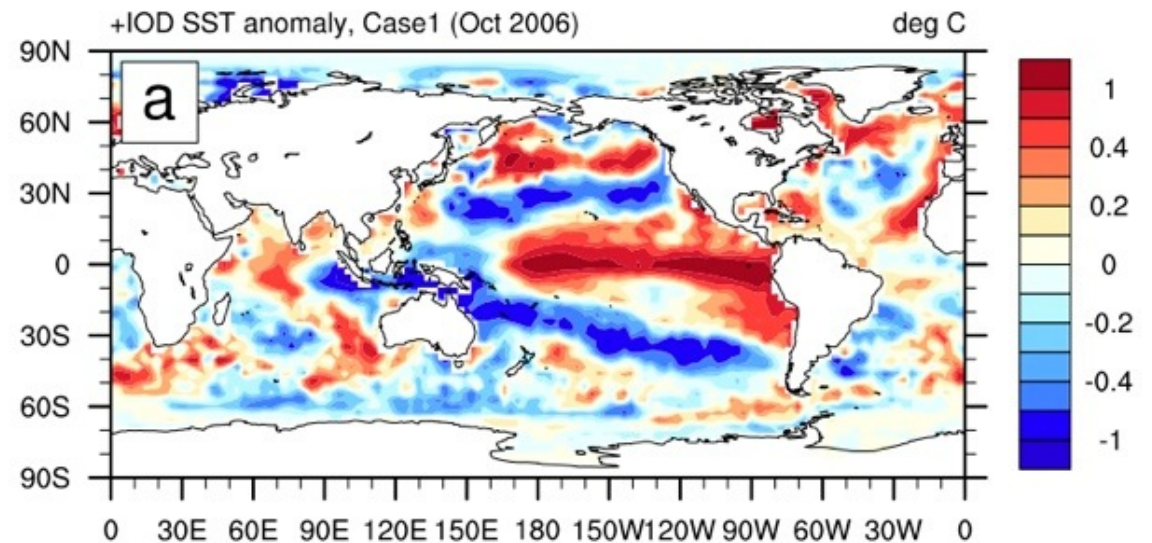 +IOD SST anomaly, Case1 (Oct 2006) deg C
90N
a
60N
30N
0
30S
60S
90S
0 30E 60E 90E 120E 150E 180 150W 120W 90W 60W 30W 0
1
0.4
0.2
0
-0.2
-0.4
-1